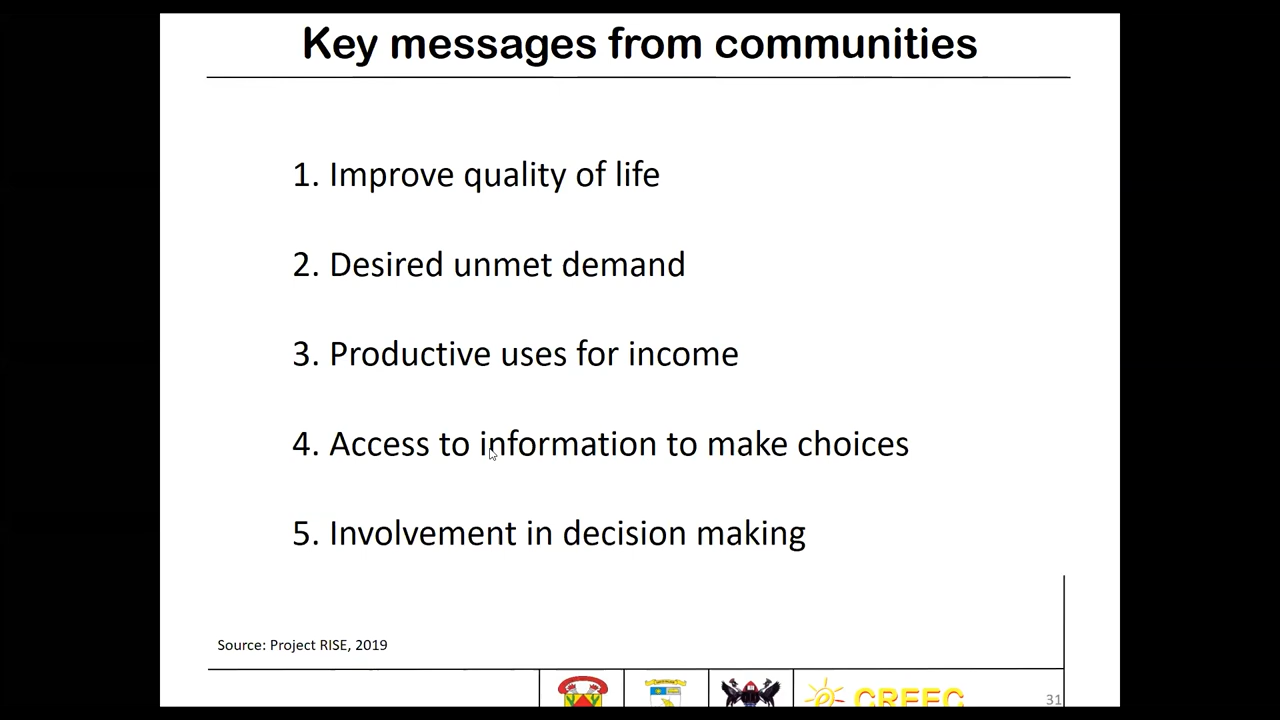 Key messages from communities
1. Improve quality of life
2. Desired unmet demand
3. Productive uses for income
4. Access to information to make choices
5. Involvement in decision making
Source: Project RISE, 2019
CREEC
31